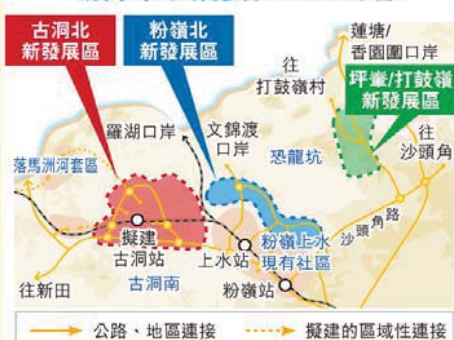 古洞北
新發展區
粉嶺北
新發展區
蓮塘/
香園圍口岸
往
打鼓嶺村
坪輋/打鼓嶺
新發展區
羅湖口岸
文錦渡
口岸
恐龍坑
往
沙頭角
落馬洲河套區
沙頭角路
擬建
古洞站
粉嶺上水
現有社區
上水站
往新田
古洞南
粉嶺站
公路、地區連接
擬建的區域性連接